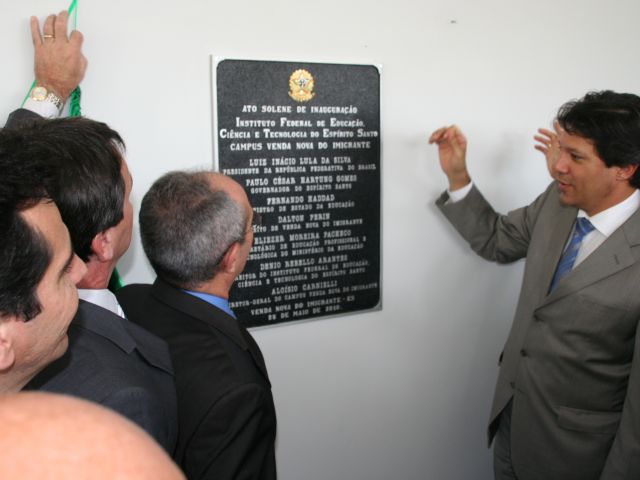 ATO SOLENE DE INAUGURAÇÃO
INSTITUTO FEDERAL DE EDUCAÇÃO,
CIÊNCIA E TECNOLOGIA DO ESPÍRITO SANTO
CAMPUS VENDA NOVA DO IMIGRANTE
LUIS INÁCIO LULA DA SILVA
PRESIDENTE DA REPÚBLICA FEDERATIVA DO BRASIL
PAULO CÉSAR HARTUNG GOMES
GOVERNADOR DO ESPÍRITO SANTO
FERNANDO HADDAD
MINISTRO DE ESTADO DA EDUCAÇÃO
DALTON PERIM
DE VENDA NOVA DO IMIGRANTE
ELIEZER MOREIRA PACHECO
DE EDUCAÇÃO PROFISSIONAL E
TECNOLÓGICA DO MINISTÉRIO DA EDUCAÇÃO
DENIO REBELLO ARANTES
DO INSTITUTO FEDERAL DE EDUCAÇÃO,
CIÊNCIA E TECNOLOGIA DO ESPÍRITO SANTO
ALOÍSIO CARNIELLI
DIRETOR-GERAL DO CAMPUS VENDA NOVA DO IMIGRANTE
VENDA NOVA DO IMIGRANTE - ES
DE MAIO DE 2010